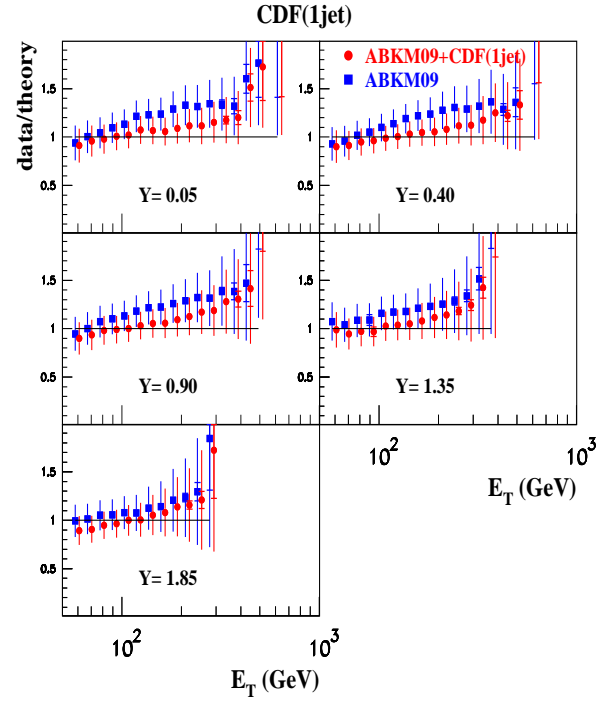 CDF(1jet)
data/theory
1.5
1
0.5
Y= 0.05
ABKM09+CDF(1jet)
ABKM09
1.5
1
0.5
Y= 0.40
1.5
1
0.5
Y= 0.90
1.5
1
0.5
Y= 1.35
10²
10³
E_T (GeV)
1.5
1
0.5
Y= 1.85
10²
10³
E_T (GeV)